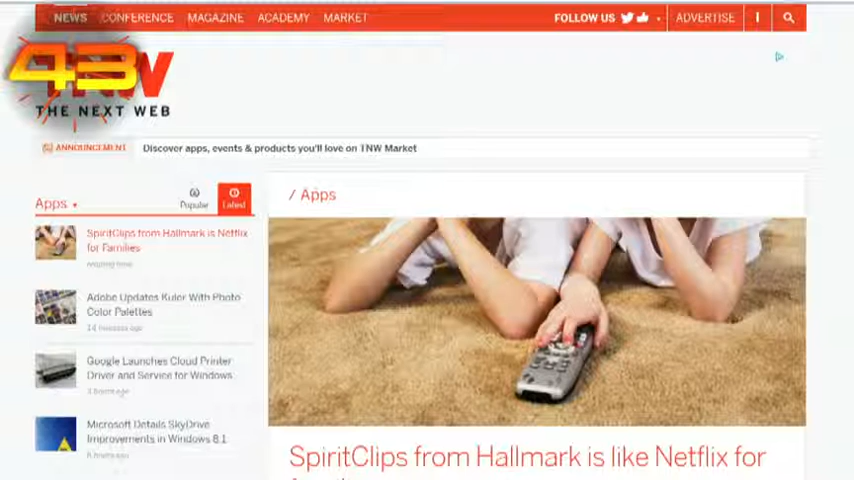 NEWS CONFERENCE MAGAZINE ACADEMY MARKET FOLLOW US ADVERTISE
43
THE NEXT WEB
ANNOUNCEMENT Discover apps, events & products you'll love on TNW Market
Apps Popular Latest
/ Apps
SpiritClips from Hallmark is Netflix
for Families
Adobe Updates Kuler With Photo
Color Palettes
14 minutes ago
Google Launches Cloud Printer
Driver and Service for Windows
Microsoft Details SkyDrive
Improvements in Windows 8.1
SpiritClips from Hallmark is like Netflix for